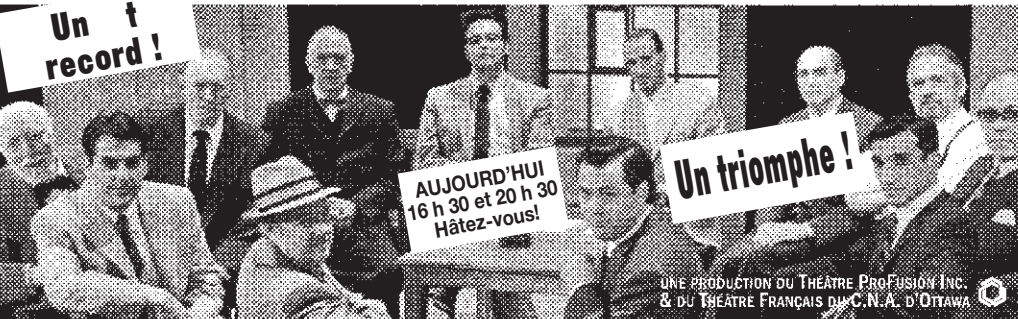 Un t
record !
AUJOURD'HUI
16 h 30 et 20 h 30
Hâtez-vous!
Un triomphe !
UNE PRODUCTION DU THÉÂTRE PROFUSION INC.
& DU THÉÂTRE FRANÇAIS DU C.N.A. D'OTTAWA